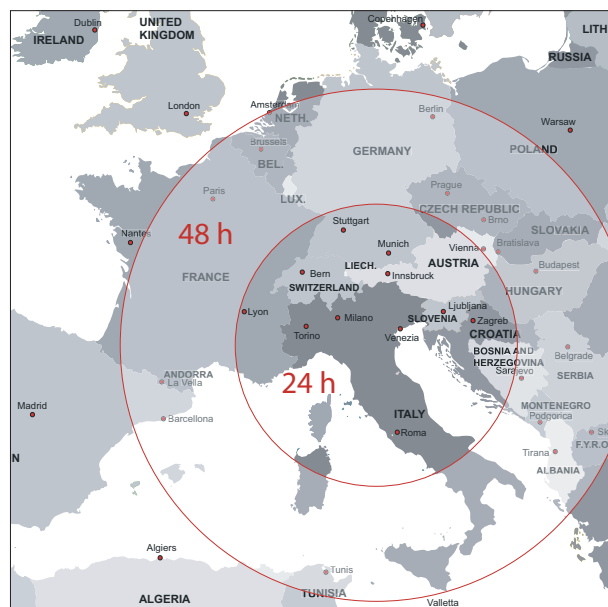 Dublin
IRELAND
UNITED
KINGDOM
Copenhagen
LITH
RUSSIA
London
Amsterdam
NETH.
Berlin
Warsaw
POLAND
Brussels
BEL.
GERMANY
Paris
LUX.
Prague
CZECH REPUBLIC
Brno
SLOVAKIA
Nantes
48 h
Stuttgart
Munich
Vienna
Bratislava
LIECH.
AUSTRIA
Budapest
FRANCE
Bern
Innsbruck
SWITZERLAND
HUNGARY
Lyon
Milano
Ljubljana
SLOVENIA
Zagreb
Torino
Venezia
CROATIA
BOSNIA AND
HERZEGOVINA
Belgrade
Sarajevo
SERBIA
ANDORRA
La Vella
24 h
Madrid
Barcellona
ITALY
Roma
MONTENEGRO
Podgorica
Sk
F.Y.R.O
N
Tirana
ALBANIA
Algiers
Tunis
TUNISIA
ALGERIA
Valletta